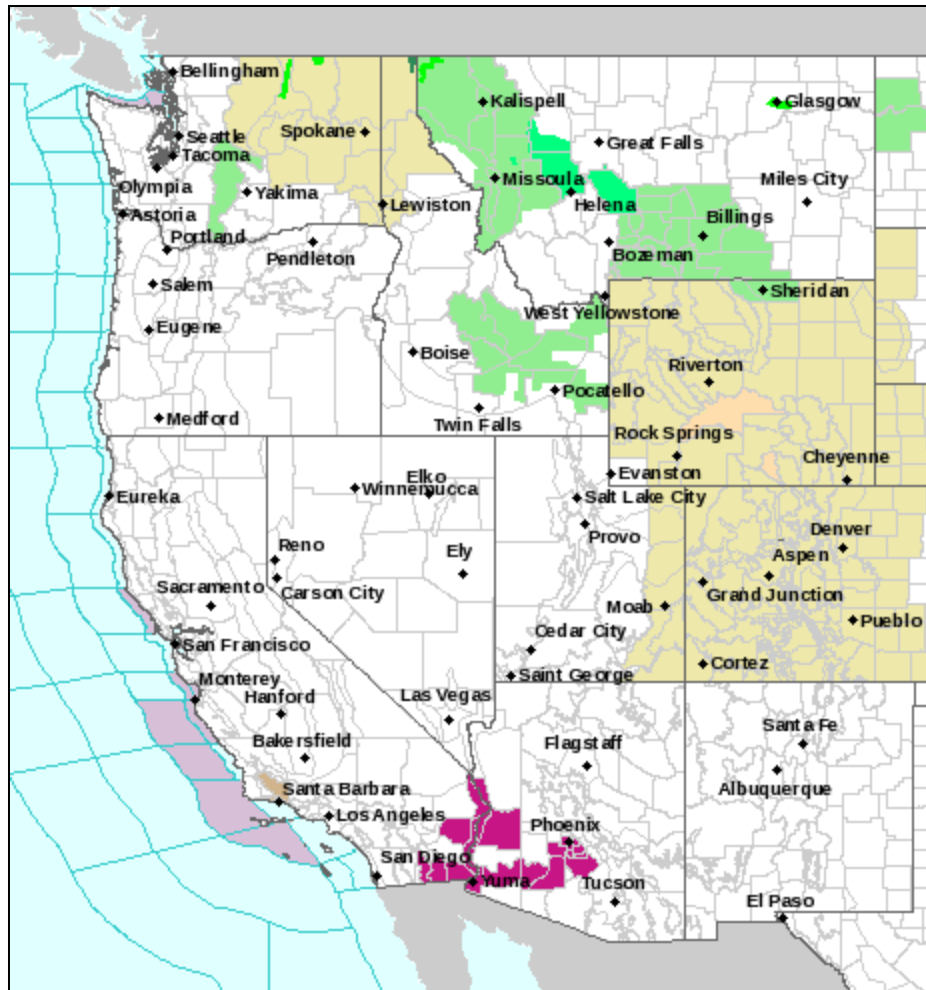 Bellingham
Kalispell
Glasgow
Spokane
Seattle
Great Falls
Tacoma
Missoula
Miles City
Olympia
Yakima
Helena
Lewiston
Astoria
Billings
Portland
Pendleton
Bozeman
Salem
Sheridan
West Yellowstone
Eugene
Boise
Riverton
Pocatello
Medford
Twin Falls
Rock Springs
Cheyenne
Elko
Evanston
Winnemucca
Eureka
Salt Lake City
Denver
Provo
Reno
Ely
Aspen
Sacramento
Carson City
Grand Junction
Moab
Pueblo
Cedar City
San Francisco
Cortez
Saint George
Monterey
Hanford
Las Vegas
Santa Fe
Bakersfield
Flagstaff
Santa Barbara
Albuquerque
Los Angeles
Phoenix
San Diego
Yuma
Tucson
El Paso